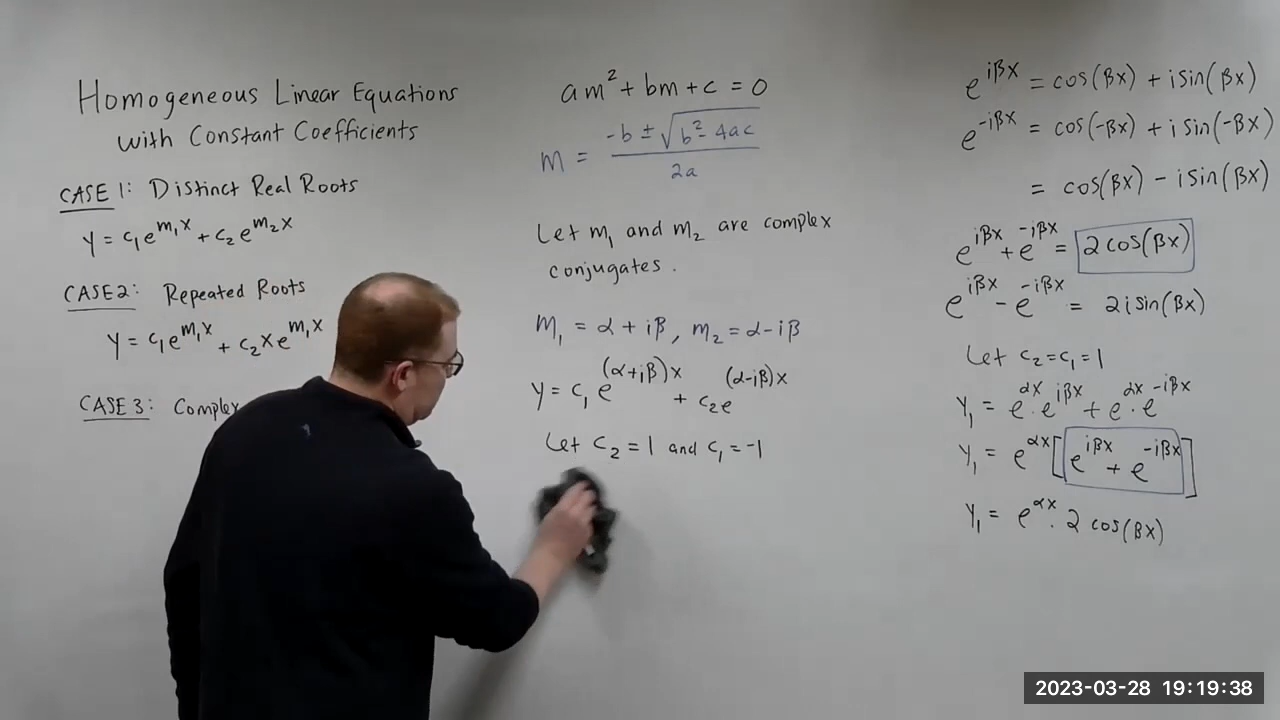 Homogeneous Linear Equations
with Constant Coefficients
CASE 1: Distinct Real Roots
y = c₁e^(m₁x) + c₂e^(m₂x)
CASE 2: Repeated Roots
y = c₁e^(m₁x) + c₂xe^(m₁x)
CASE 3: Complex
am² + bm + c = 0
m = (-b ± √(b² - 4ac)) / 2a
Let m₁ and m₂ are complex
conjugates.
m₁ = α + iβ, m₂ = α - iβ
y = c₁e^((α+iβ)x) + c₂e^((α-iβ)x)
Let c₂ = 1 and c₁ = -1
e^(iβx) = cos(βx) + i sin(βx)
e^(-iβx) = cos(-βx) + i sin(-βx)
= cos(βx) - i sin(βx)
e^(iβx) + e^(-iβx) = 2 cos(βx)
e^(iβx) - e^(-iβx) = 2i sin(βx)
Let c₂ = c₁ = 1
y₁ = e^(αx) · e^(iβx) + e^(αx) · e^(-iβx)
y₁ = e^(αx) [e^(iβx) + e^(-iβx)]
y₁ = e^(αx) · 2 cos(βx)
2023-03-28 19:19:38